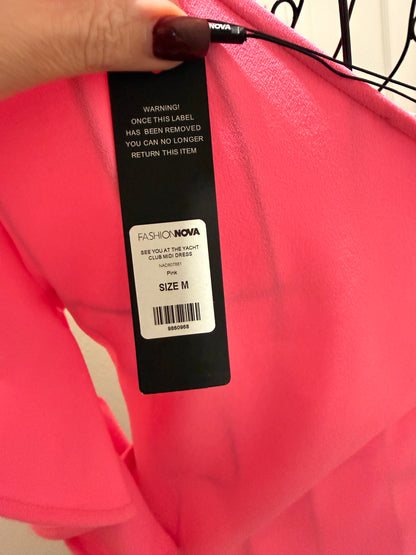 NOVA
WARNING!
ONCE THIS LABEL
HAS BEEN REMOVED
YOU CAN NO LONGER
RETURN THIS ITEM
FASHIONNOVA
SEE YOU AT THE YACHT
CLUB MIDI DRESS
Pink
SIZE M